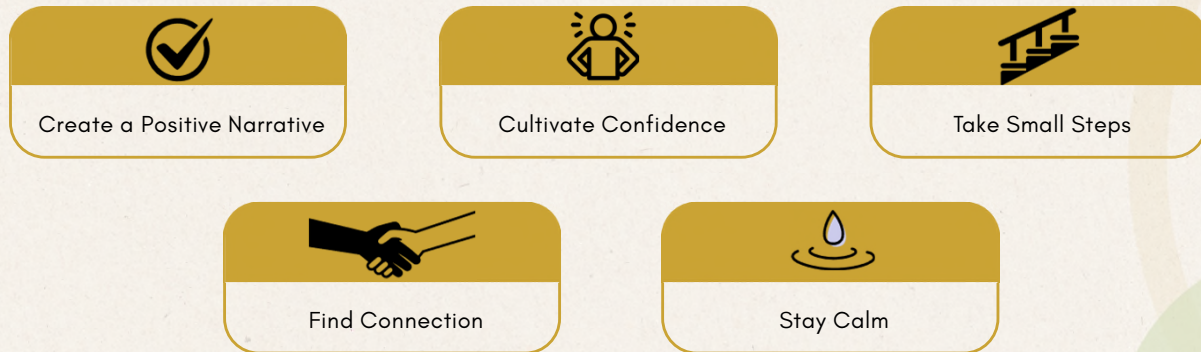 Create a Positive Narrative
Cultivate Confidence
Take Small Steps
Find Connection
Stay Calm